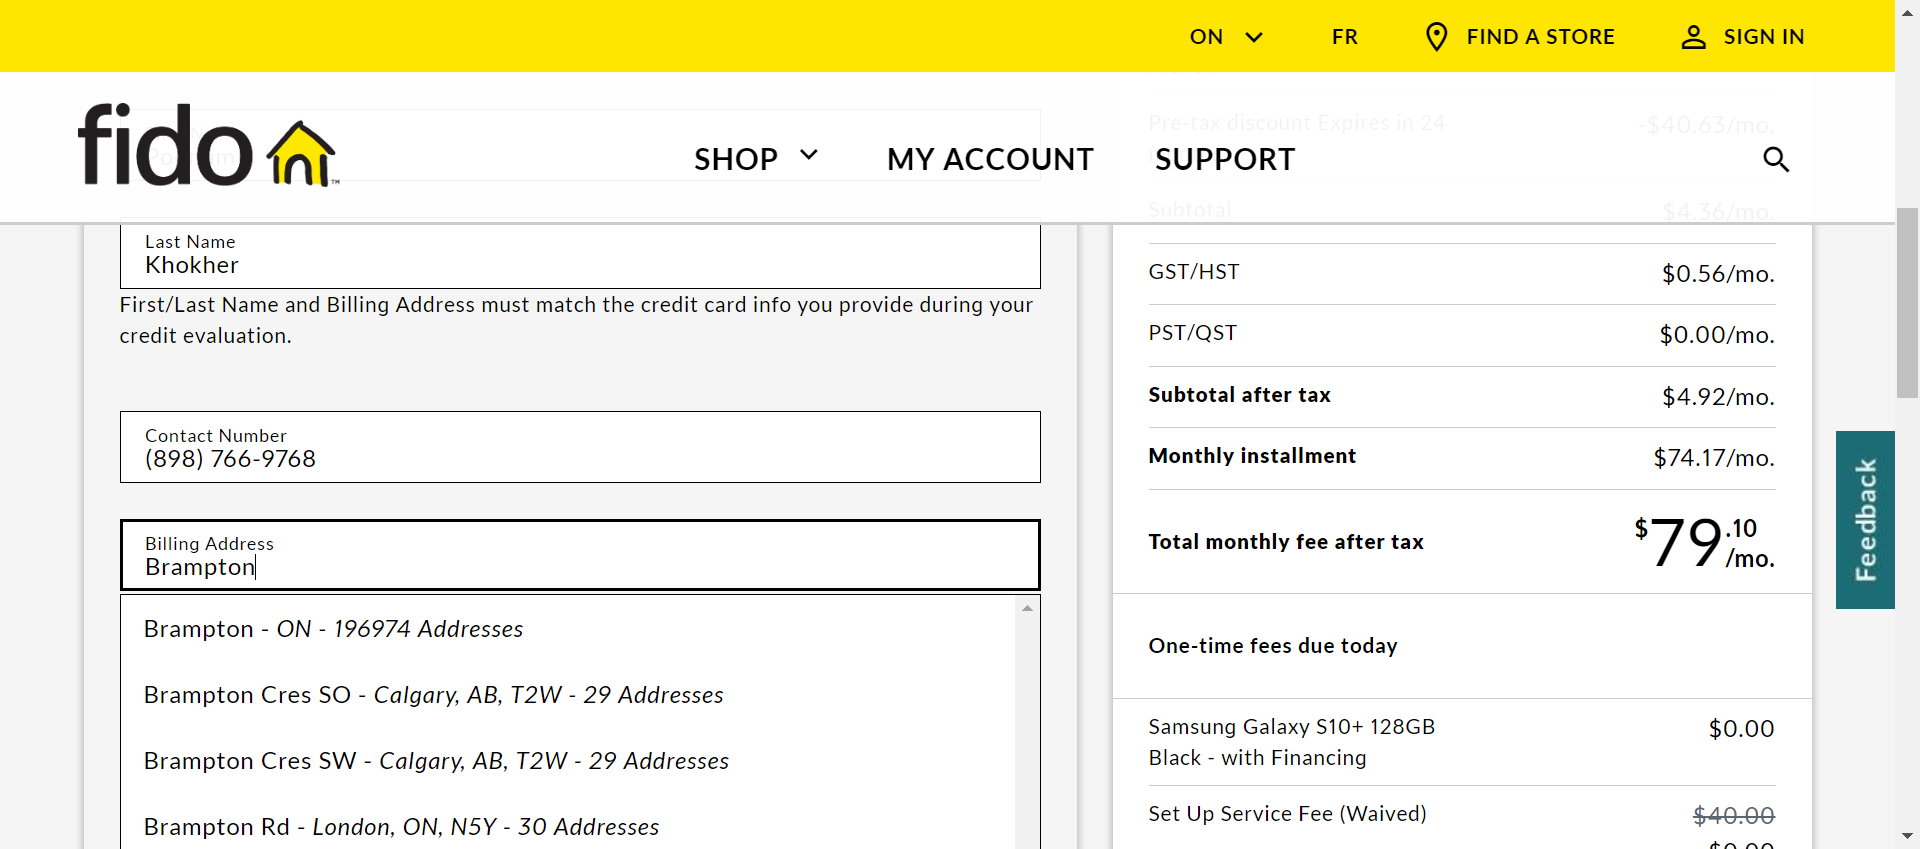 ON
FR
FIND A STORE
SIGN IN
fido
SHOP
MY ACCOUNT
SUPPORT
Pre-tax discount Expires in 24
-$40.63/mo.
Subtotal
$4.36/mo.
Last Name
Khokher
First/Last Name and Billing Address must match the credit card info you provide during your
credit evaluation.
Contact Number
(898) 766-9768
Billing Address
Brampton
Brampton - ON - 196974 Addresses
Brampton Cres SO - Calgary, AB, T2W - 29 Addresses
Brampton Cres SW - Calgary, AB, T2W - 29 Addresses
Brampton Rd - London, ON, N5Y - 30 Addresses
GST/HST
$0.56/mo.
PST/QST
$0.00/mo.
Subtotal after tax
$4.92/mo.
Monthly installment
$74.17/mo.
Total monthly fee after tax
$79.10
/mo.
One-time fees due today
Samsung Galaxy S10+ 128GB
Black - with Financing
$0.00
Set Up Service Fee (Waived)
$40.00
$0.00
Feedback